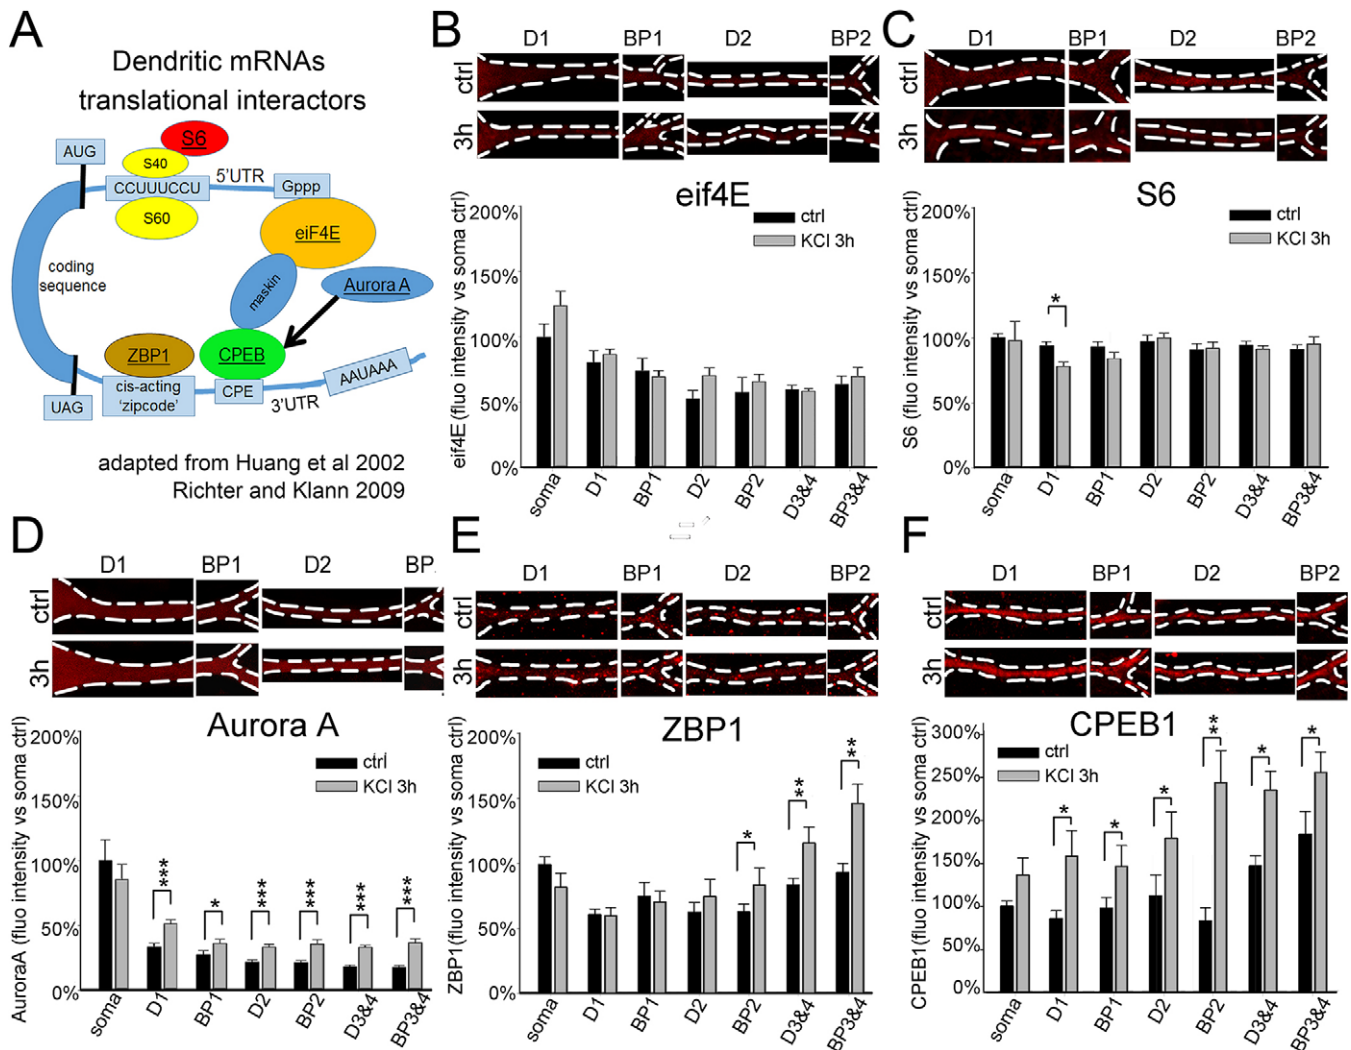 A
Dendritic mRNAs
translational interactors
S6
AUG
S40
CCUUUCCU
5'UTR
Gppp
S60
eiF4E
coding
sequence
maskin
Aurora A
ZBP1
CPEB
cis-acting
'zipcode'
CPE
AAUAAA
UAG
3'UTR
adapted from Huang et al 2002
Richter and Klann 2009
B
D1 BP1 D2 BP2
ctrl
3h
eif4E
ctrl
KCl 3h
eif4E (fluo intensity vs soma ctrl)
200%
150%
100%
50%
0%
soma D1 BP1 D2 BP2 D3&4 BP3&4
C
D1 BP1 D2 BP2
ctrl
3h
S6
ctrl
KCl 3h
S6 (fluo intensity vs soma ctrl)
200%
150%
100%
50%
0%
*
soma D1 BP1 D2 BP2 D3&4 BP3&4
D
D1 BP1 D2 BP.
ctrl
3h
Aurora A
ctrl
KCl 3h
AuroraA (fluo intensity vs soma ctrl)
200%
150%
100%
50%
0%
*** * *** *** *** ***
soma D1 BP1 D2 BP2 D3&4 BP3&4
E
D1 BP1 D2 BP2
ctrl
3h
ZBP1
ctrl
KCl 3h
ZBP1(fluo intensity vs soma ctrl)
200%
150%
100%
50%
0%
* ** **
soma D1 BP1 D2 BP2 D3&4 BP3&4
F
D1 BP1 D2 BP2
ctrl
3h
CPEB1
ctrl
KCl 3h
CPEB1(fluo intensity vs soma ctrl)
300%
250%
200%
150%
100%
50%
0%
* * * ** * *
soma D1 BP1 D2 BP2 D3&4 BP3&4